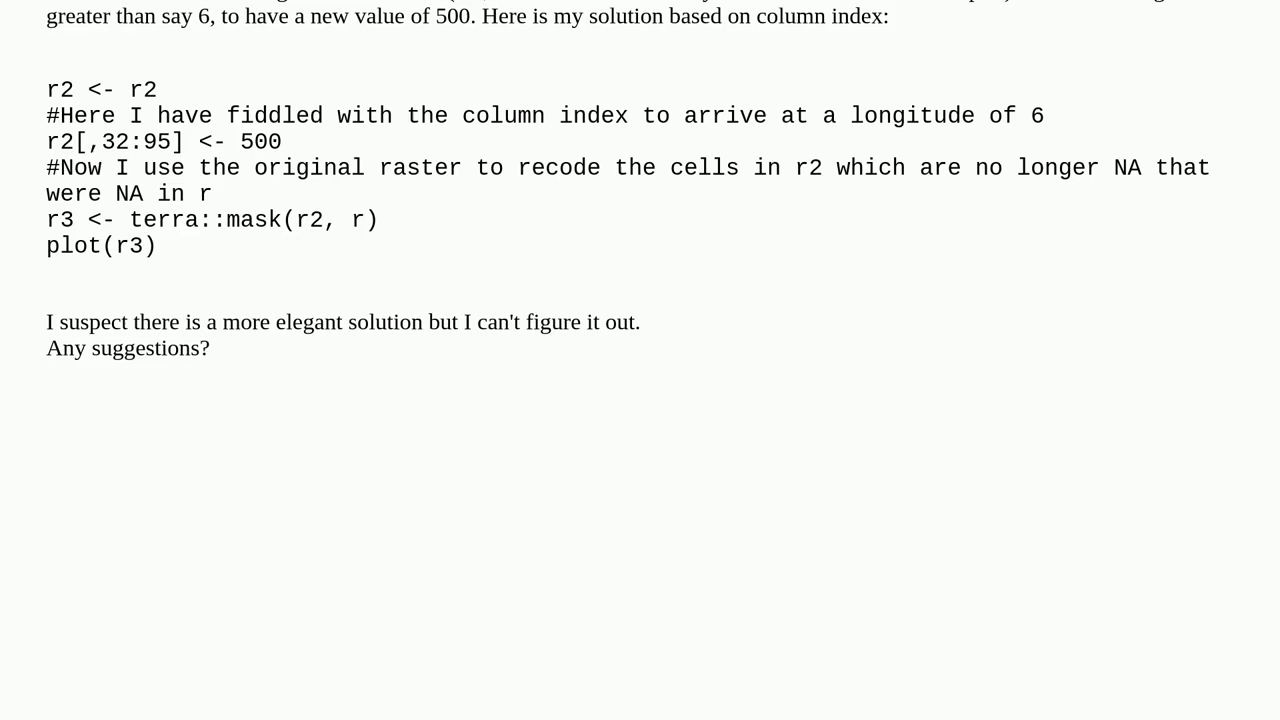 greater than say 6, to have a new value of 500. Here is my solution based on column index:
r2 <- r2
#Here I have fiddled with the column index to arrive at a longitude of 6
r2[,32:95] <- 500
#Now I use the original raster to recode the cells in r2 which are no longer NA that
were NA in r
r3 <- terra::mask(r2, r)
plot(r3)
I suspect there is a more elegant solution but I can't figure it out.
Any suggestions?